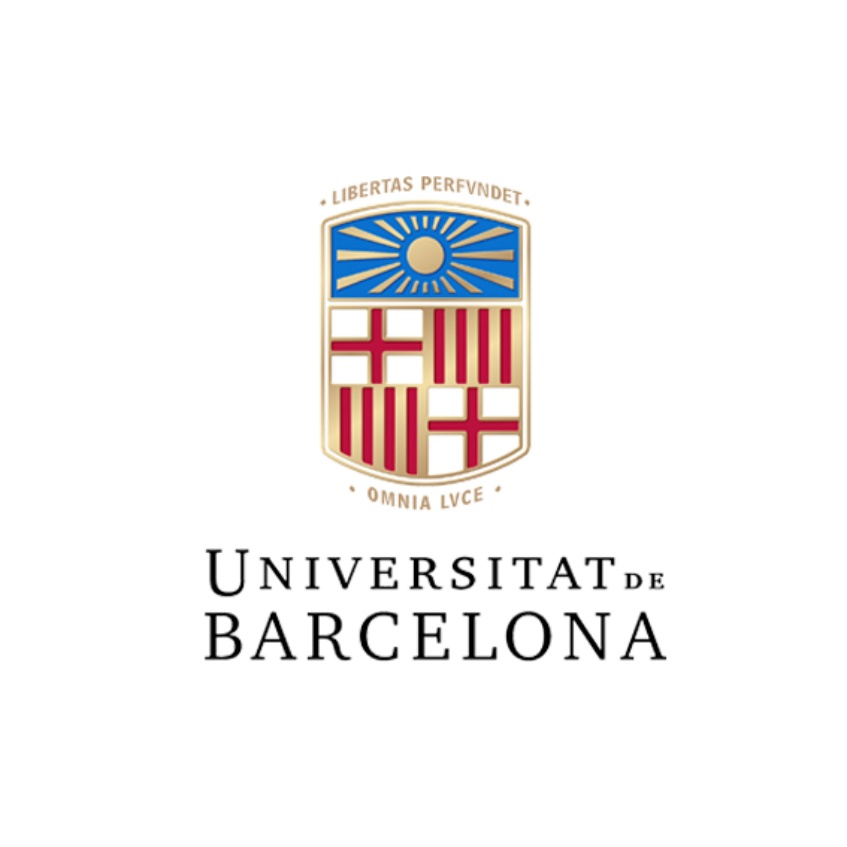 · LIBERTAS PERFVNDET ·
· OMNIA LVCE ·
UNIVERSITAT DE
BARCELONA